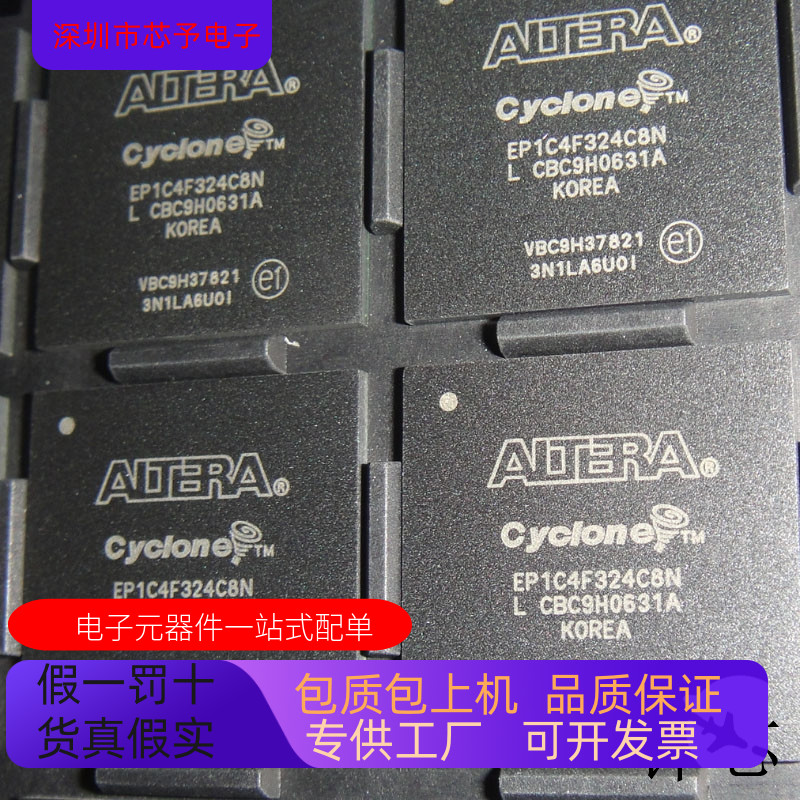 深圳市芯予电子
ALTERA®
Cyclone™
EP1C4F324C8N
L CBC9H0631A
KOREA
VBC9H37821
3N1LA6U0I
e1
ALTERA®
Cyclone™
EP1C4F324C8N
L CBC9H0631A
KOREA
VBC9H37821
3N1LA6U0I
e1
ALTERA®
Cyclone™
EP1C4F324C8N
ALTERA®
Cyclone™
EP1C4F324C8N
L CBC9H0631A
KOREA
电子元器件一站式配单
假一罚十
货真假实
包质包上机 品质保证
专供工厂 可开发票